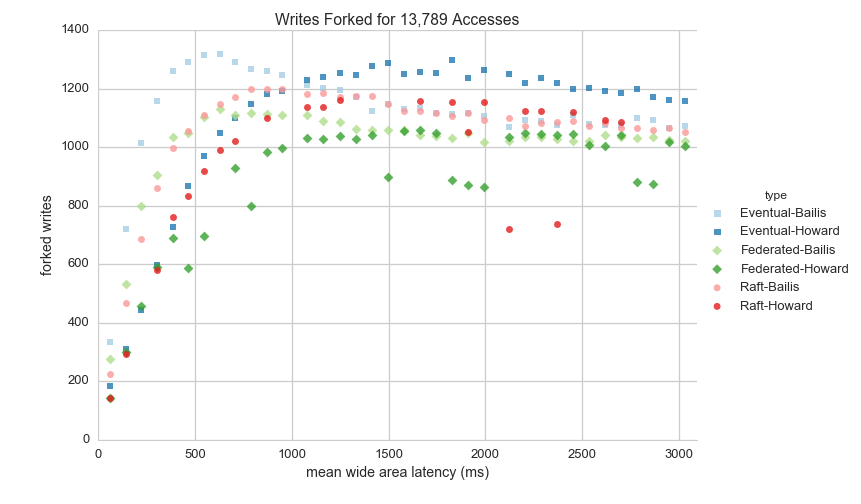 Writes Forked for 13,789 Accesses
1400
1200
1000
800
600
400
200
0
forked writes
0 500 1000 1500 2000 2500 3000
mean wide area latency (ms)
type
Eventual-Bailis
Eventual-Howard
Federated-Bailis
Federated-Howard
Raft-Bailis
Raft-Howard